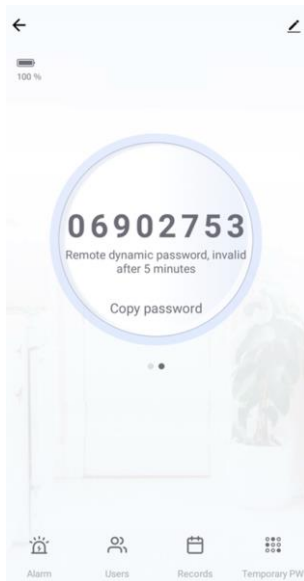 100 %
06902753
Remote dynamic password, invalid
after 5 minutes
Copy password
Alarm
Users
Records
Temporary PW